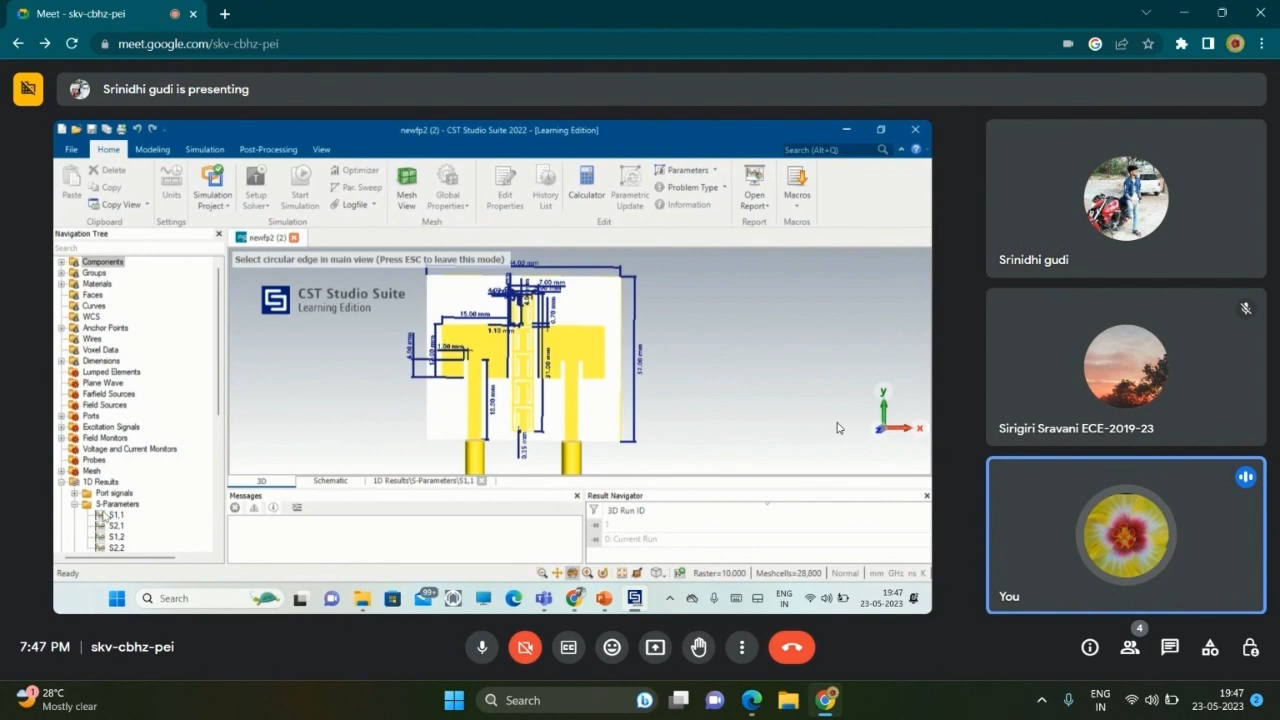 Meet - skv-cbhz-pei
meet.google.com/skv-cbhz-pei
Srinidhi gudi is presenting
newfp2 (2) - CST Studio Suite 2022 - [Learning Edition]
File Home Modeling Simulation Post-Processing View Search (Alt+Q)
Paste
Delete
Copy
Copy View
Clipboard
Units
Settings
Simulation Project
Setup Solver
Start Simulation
Optimizer
Par. Sweep
Logfile
Simulation
Mesh View
Global Properties
Mesh
Edit Properties
History List
Calculator
Parametric Update
Parameters
Problem Type
Information
Edit
Open Report
Report
Macros
Macros
Navigation Tree
Search
Components
Groups
Materials
Faces
Curves
WCS
Anchor Points
Wires
Voxel Data
Dimensions
Lumped Elements
Plane Wave
Farfield Sources
Field Sources
Ports
Excitation Signals
Field Monitors
Voltage and Current Monitors
Probes
Mesh
1D Results
Port signals
S-Parameters
S1,1
S2,1
S1,2
S2,2
newfp2 (2)
Select circular edge in main view (Press ESC to leave this mode)
CST Studio Suite
Learning Edition
7.00 mm
15.00 mm
1.10 mm
1.00 mm
y
x
3D Schematic 1D Results\S-Parameters\S1,1
Messages
Result Navigator
3D Run ID
1
0: Current Run
Ready
Raster=10.000 Meshcells=28,800 Normal mm GHz ns K
Search
99+
ENG
IN
19:47
23-05-2023
Srinidhi gudi
Sirigiri Sravani ECE-2019-23
You
7:47 PM | skv-cbhz-pei
4
1
28°C
Mostly clear
Search
ENG
IN
19:47
23-05-2023
2